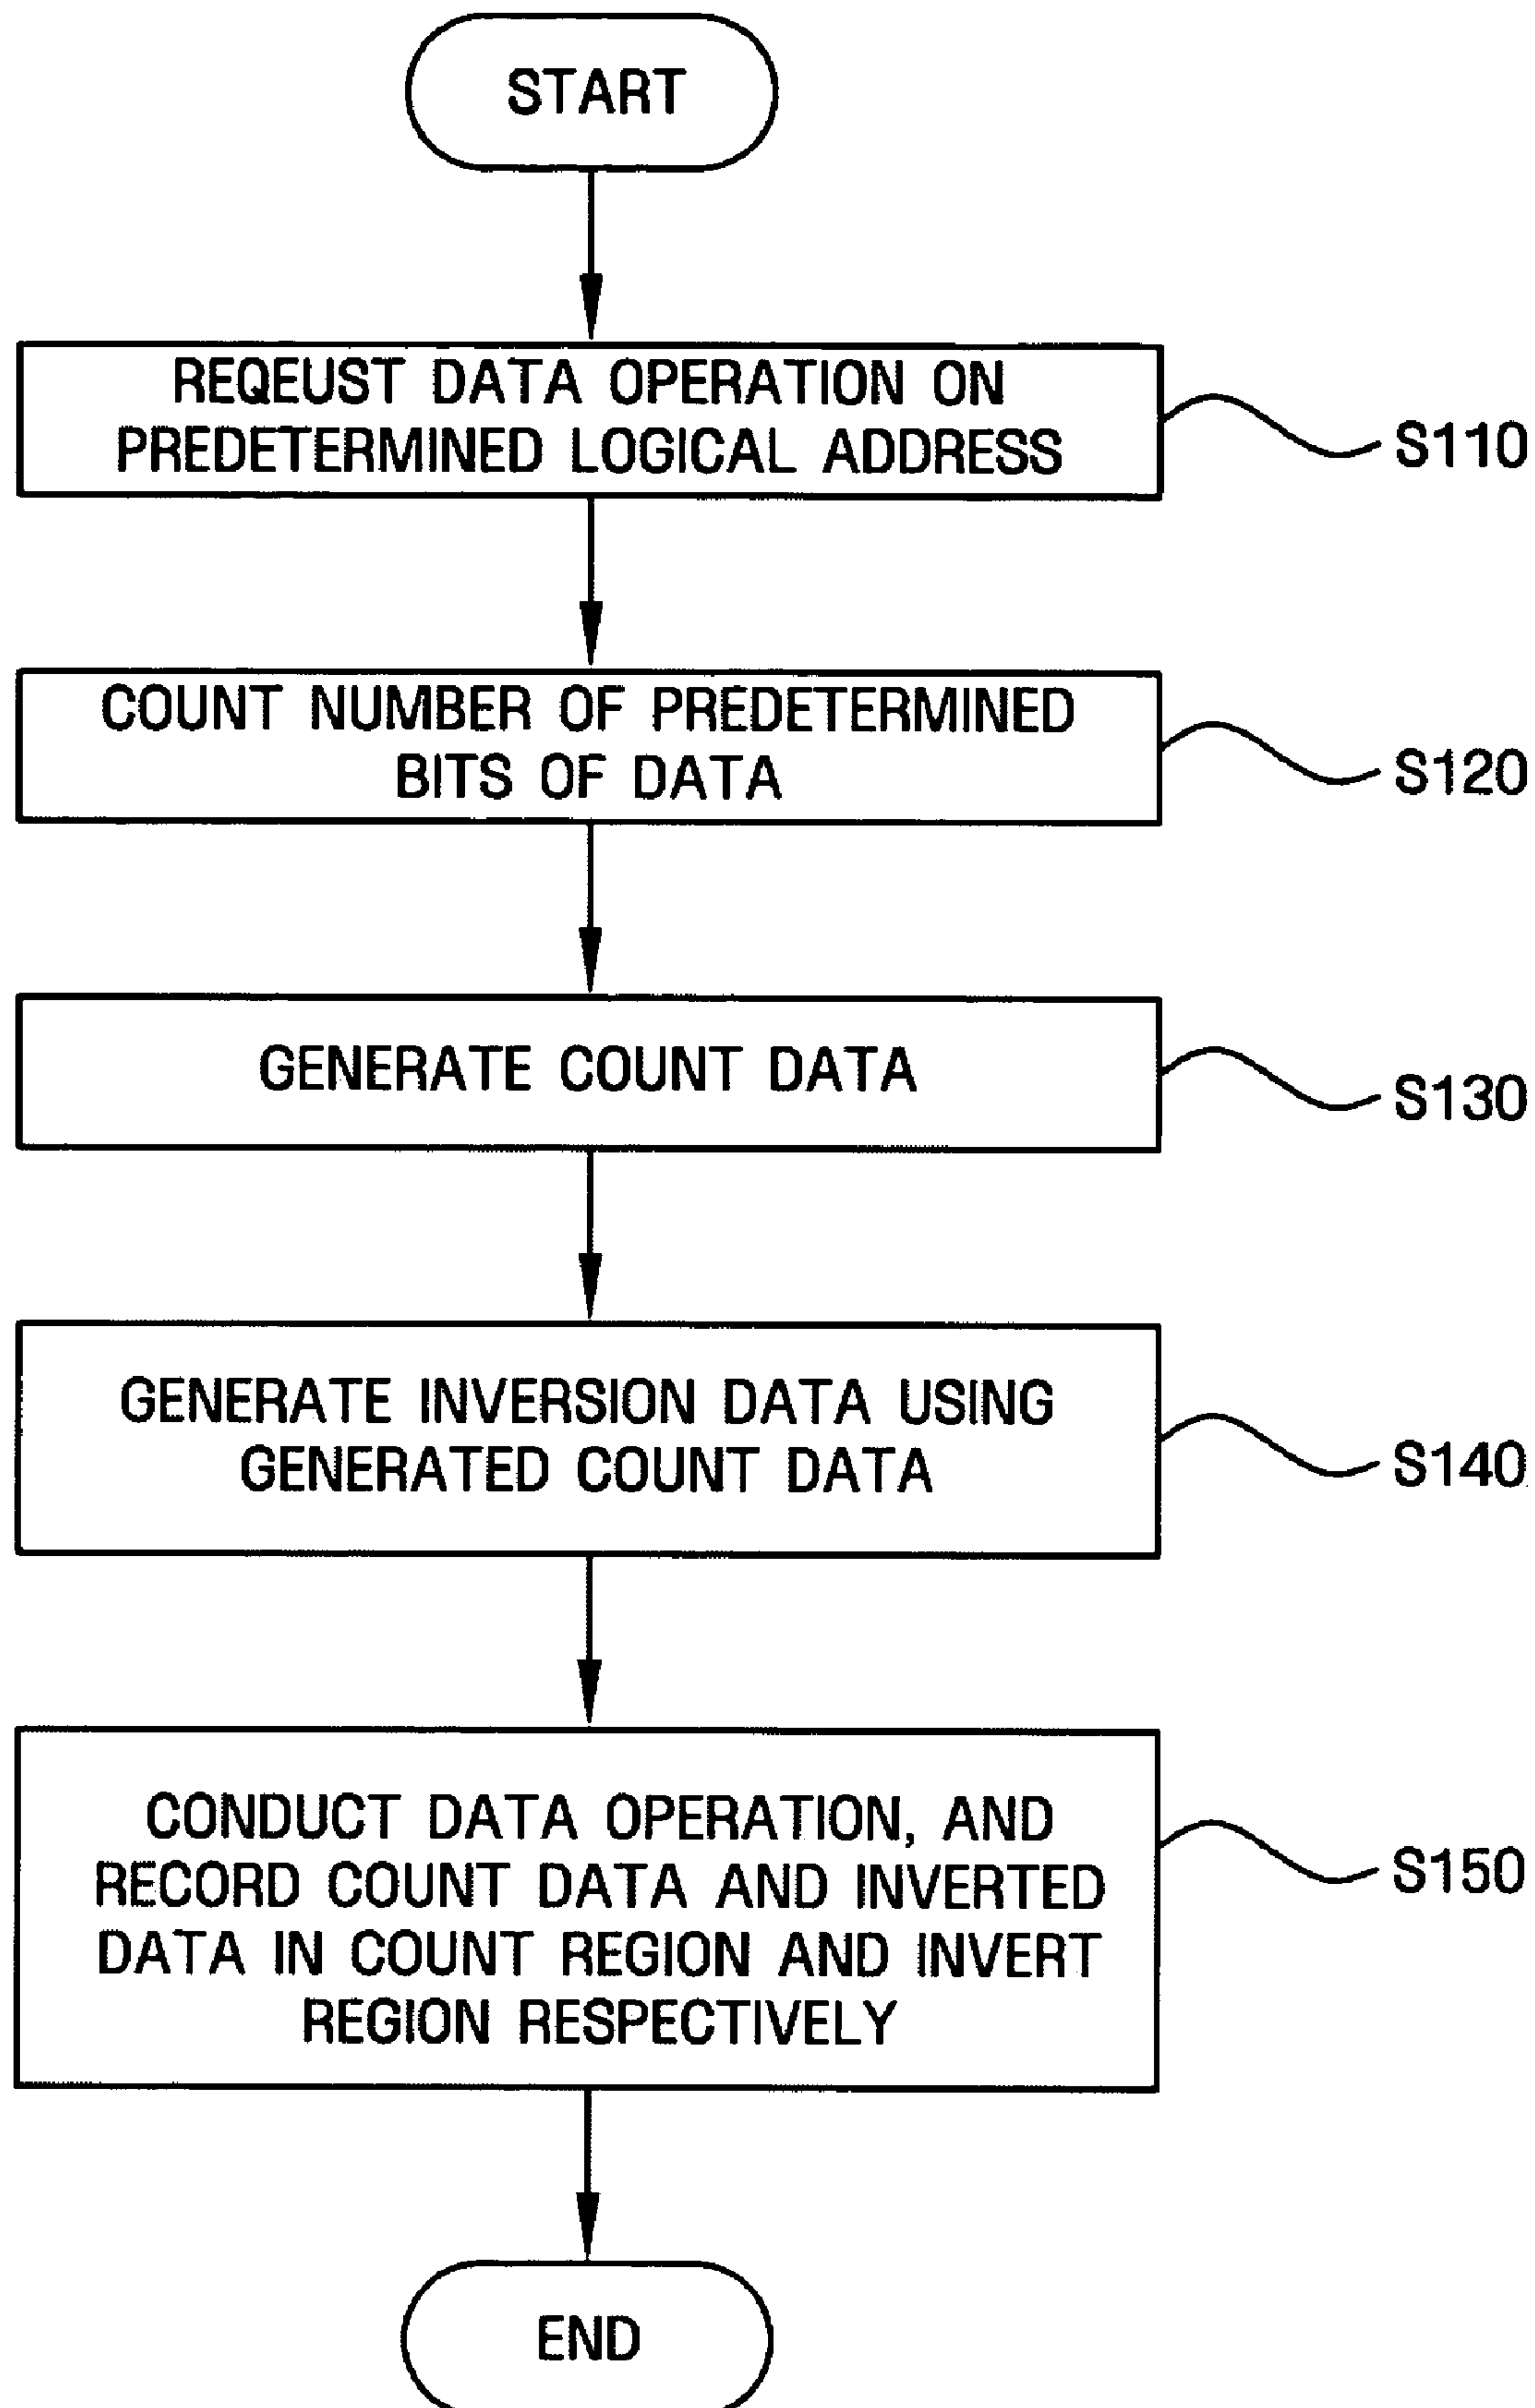 START
REQEUST DATA OPERATION ON
PREDETERMINED LOGICAL ADDRESS
S110
COUNT NUMBER OF PREDETERMINED
BITS OF DATA
S120
GENERATE COUNT DATA
S130
GENERATE INVERSION DATA USING
GENERATED COUNT DATA
S140
CONDUCT DATA OPERATION, AND
RECORD COUNT DATA AND INVERTED
DATA IN COUNT REGION AND INVERT
REGION RESPECTIVELY
S150
END